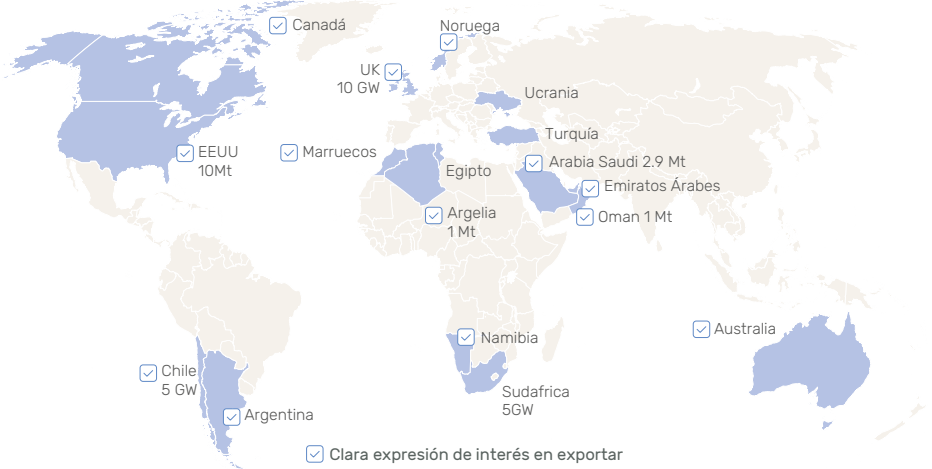 Canadá
Noruega
UK
10 GW
Ucrania
Turquía
EEUU
10Mt
Marruecos
Arabia Saudi 2.9 Mt
Egipto
Emiratos Árabes
Argelia
1 Mt
Oman 1 Mt
Australia
Namibia
Chile
5 GW
Sudafrica
5GW
Argentina
Clara expresión de interés en exportar